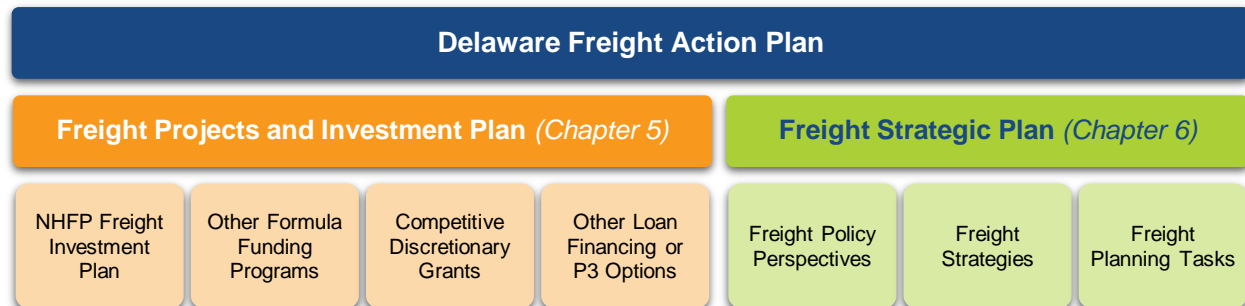 Delaware Freight Action Plan
Freight Projects and Investment Plan (Chapter 5)
Freight Strategic Plan (Chapter 6)
NHFP Freight
Investment
Plan
Other Formula
Funding
Programs
Competitive
Discretionary
Grants
Other Loan
Financing or
P3 Options
Freight Policy
Perspectives
Freight
Strategies
Freight
Planning Tasks